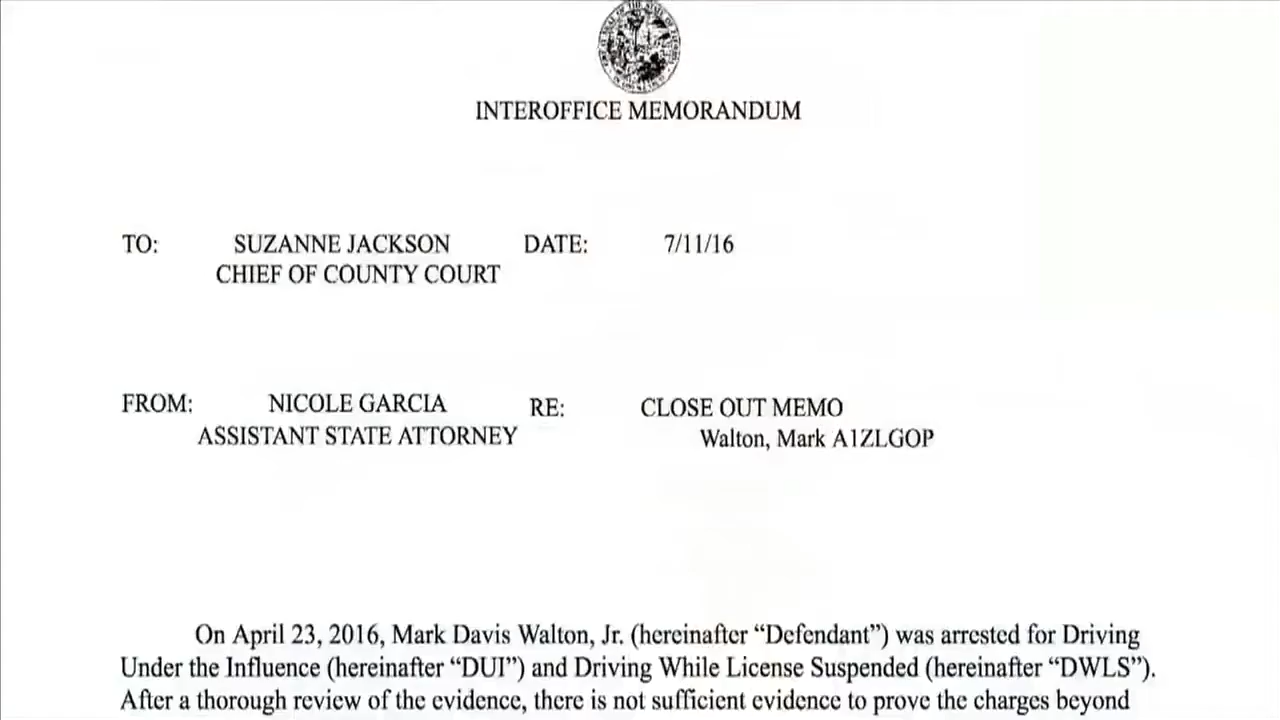 INTEROFFICE MEMORANDUM
TO: SUZANNE JACKSON DATE: 7/11/16
CHIEF OF COUNTY COURT
FROM: NICOLE GARCIA RE: CLOSE OUT MEMO
ASSISTANT STATE ATTORNEY Walton, Mark A1ZLGOP
On April 23, 2016, Mark Davis Walton, Jr. (hereinafter “Defendant”) was arrested for Driving
Under the Influence (hereinafter “DUI”) and Driving While License Suspended (hereinafter “DWLS”).
After a thorough review of the evidence, there is not sufficient evidence to prove the charges beyond